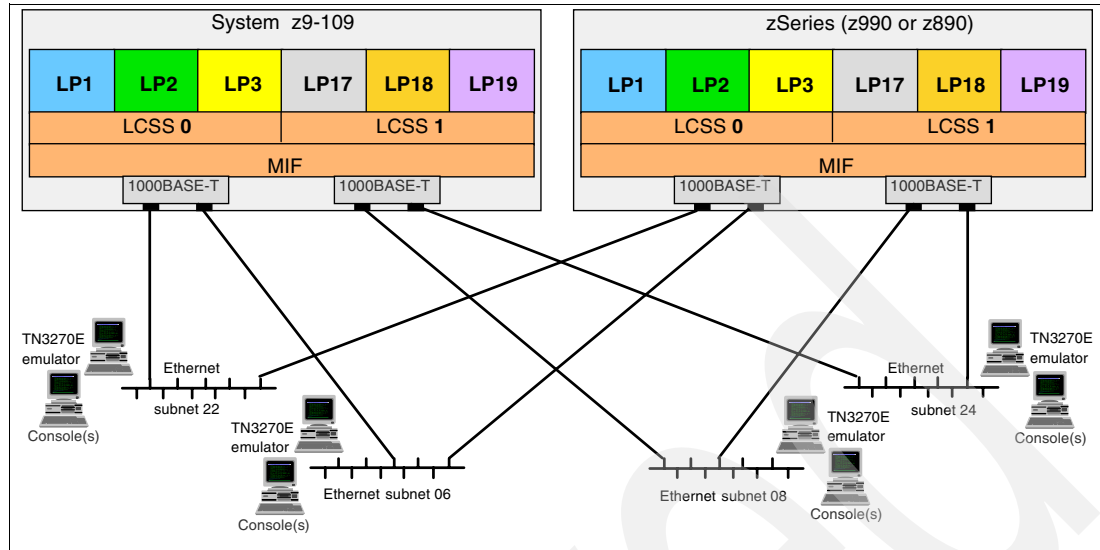 System z9-109
zSeries (z990 or z890)
LP1 LP2 LP3 LP17 LP18 LP19
LP1 LP2 LP3 LP17 LP18 LP19
LCSS 0 LCSS 1
LCSS 0 LCSS 1
MIF
MIF
1000BASE-T 1000BASE-T
1000BASE-T 1000BASE-T
TN3270E
emulator
Ethernet
subnet 22
Console(s)
TN3270E
emulator
Ethernet subnet 06
Console(s)
TN3270E
emulator
Ethernet subnet 08
Console(s)
TN3270E
emulator
Ethernet
subnet 24
Console(s)